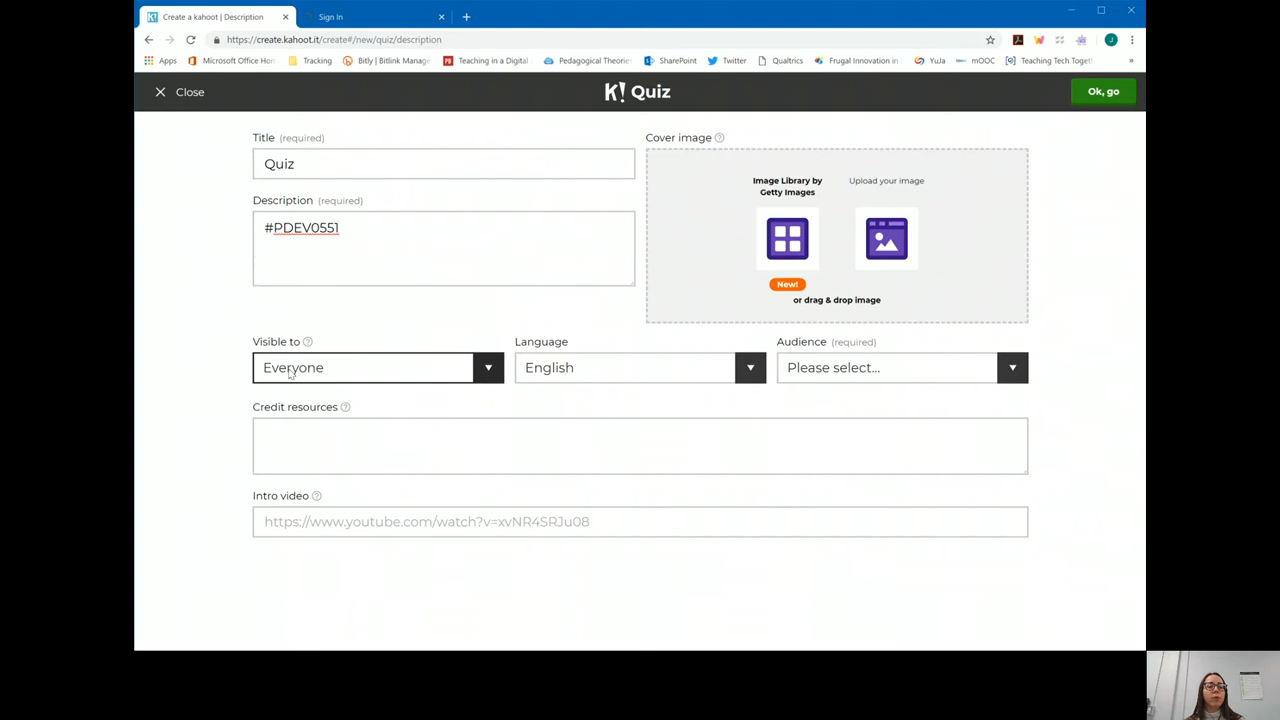 Create a kahoot | Description
Sign In
https://create.kahoot.it/create#/new/quiz/description
Apps Microsoft Office Hom Tracking Bitly | Bitlink Manage Teaching in a Digital Pedagogical Theories SharePoint Twitter Qualtrics Frugal Innovation in YuJa mOOC Teaching Tech Toget »
Close
K! Quiz
Ok, go
Title (required)
Quiz
Description (required)
#PDEV0551
Cover image
Image Library by
Getty Images
Upload your image
New!
or drag & drop image
Visible to
Language
Audience (required)
Everyone
English
Please select...
Credit resources
Intro video
https://www.youtube.com/watch?v=xvNR4SRJu08